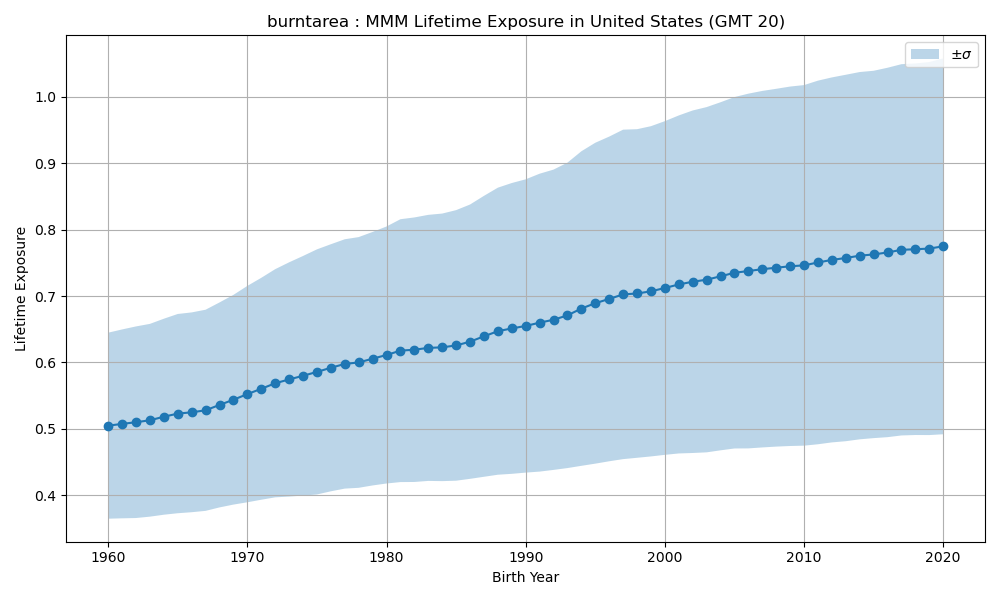 burntarea : MMM Lifetime Exposure in United States (GMT 20)
±σ
Lifetime Exposure
1.0
0.9
0.8
0.7
0.6
0.5
0.4
1960 1970 1980 1990 2000 2010 2020
Birth Year